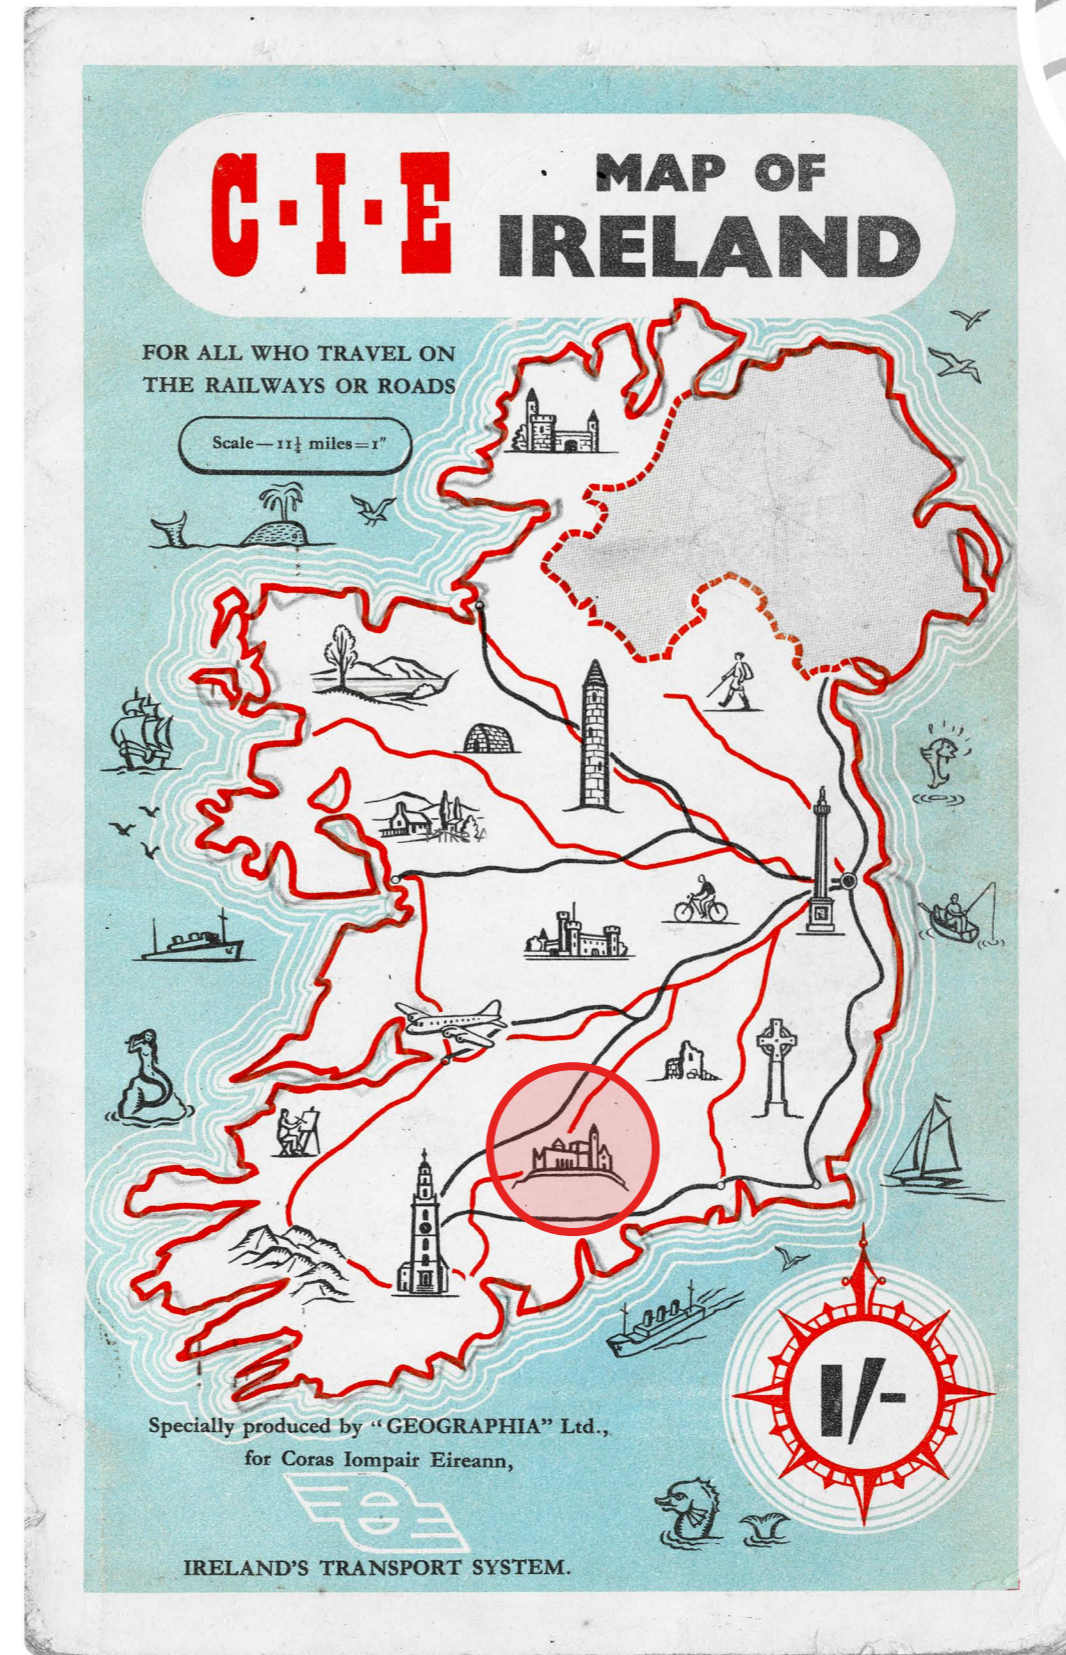 C·I·E
MAP OF
IRELAND
FOR ALL WHO TRAVEL ON
THE RAILWAYS OR ROADS
Scale—11¼ miles=1"
1/-
Specially produced by "GEOGRAPHIA" Ltd.,
for Coras Iompair Eireann,
IRELAND'S TRANSPORT SYSTEM.